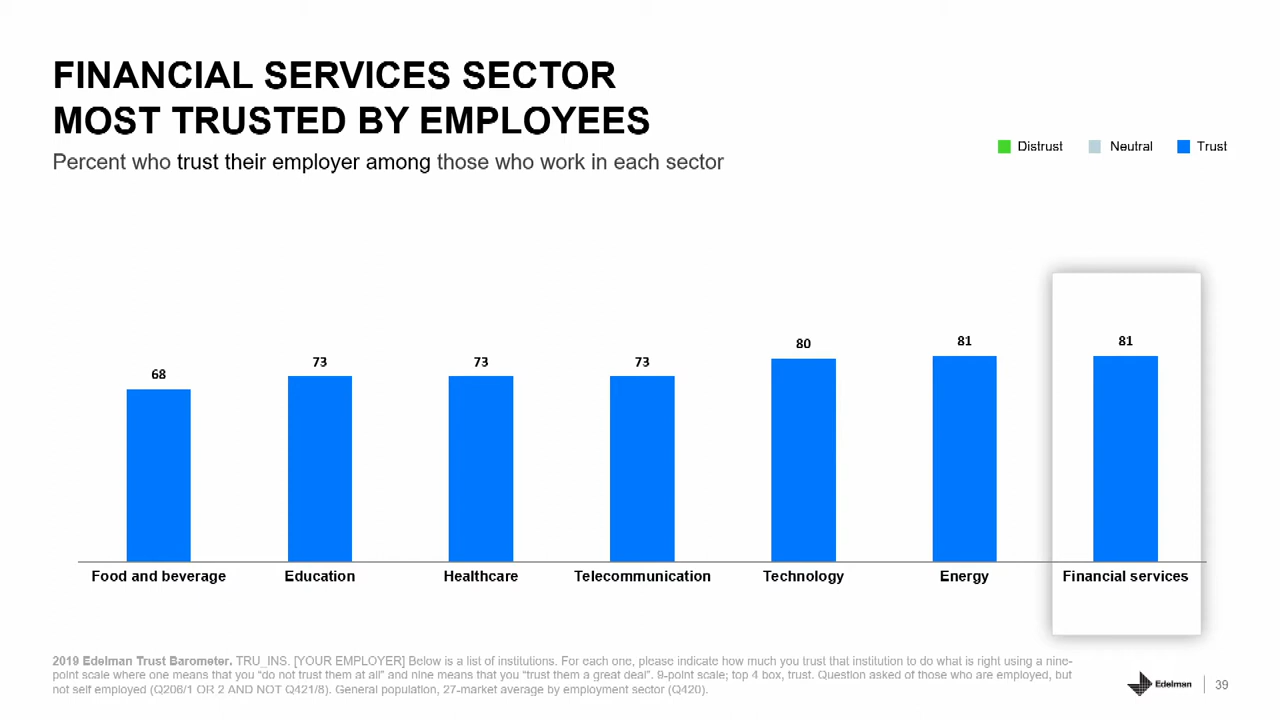 FINANCIAL SERVICES SECTOR
MOST TRUSTED BY EMPLOYEES
Percent who trust their employer among those who work in each sector
Distrust Neutral Trust
68 73 73 73 80 81 81
Food and beverage Education Healthcare Telecommunication Technology Energy Financial services
2019 Edelman Trust Barometer. TRU_INS. [YOUR EMPLOYER] Below is a list of institutions. For each one, please indicate how much you trust that institution to do what is right using a nine-
point scale where one means that you “do not trust them at all” and nine means that you “trust them a great deal”. 9-point scale; top 4 box, trust. Question asked of those who are employed, but
not self employed (Q206/1 OR 2 AND NOT Q421/8). General population, 27-market average by employment sector (Q420).
Edelman 39